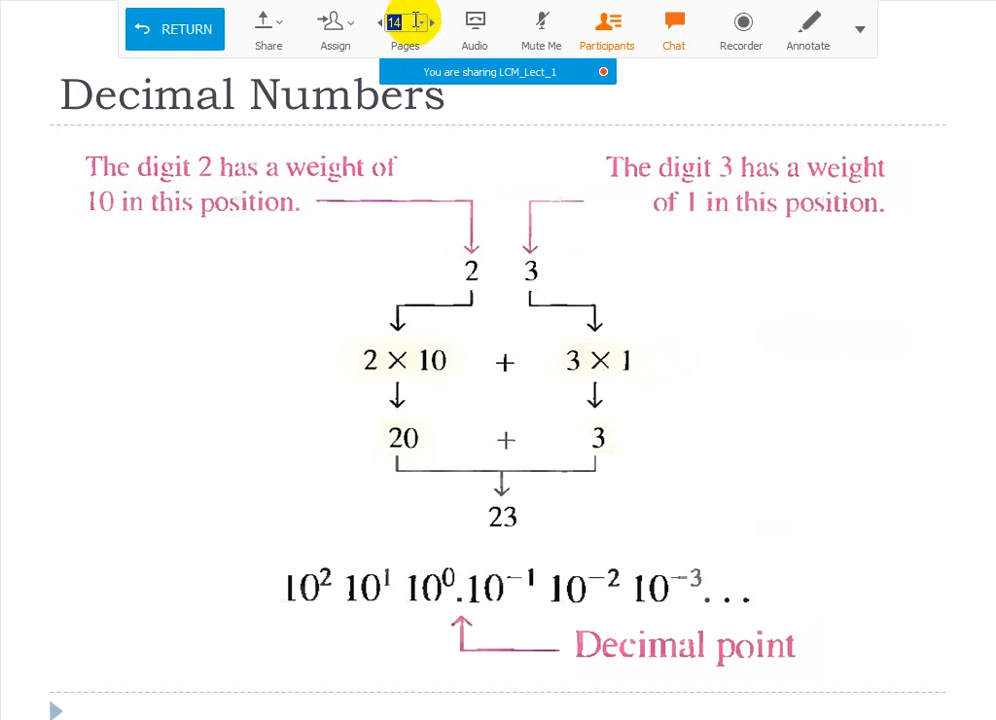 RETURN
Share
Assign
14
Pages
Audio
Mute Me
Participants
Chat
Recorder
Annotate
You are sharing LCM_Lect_1
Decimal Numbers
The digit 2 has a weight of
10 in this position.
The digit 3 has a weight
of 1 in this position.
2 3
2 × 10 + 3 × 1
20 + 3
23
10² 10¹ 10⁰.10⁻¹ 10⁻² 10⁻³...
Decimal point